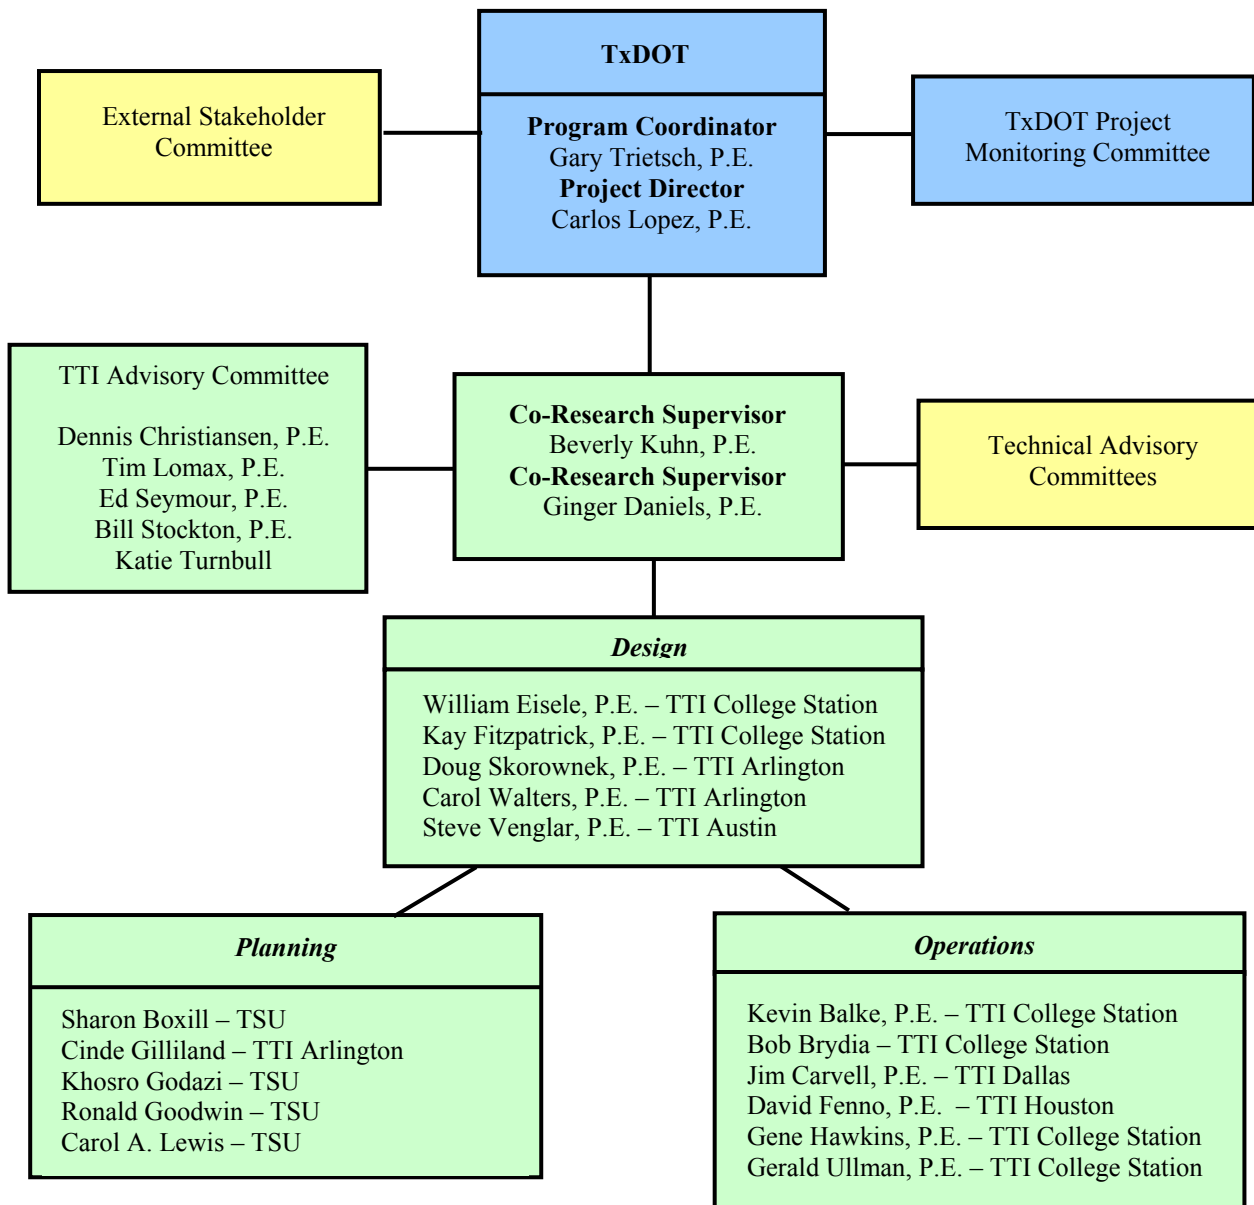 TxDOT
Program Coordinator
Gary Trietsch, P.E.
Project Director
Carlos Lopez, P.E.
External Stakeholder
Committee
TxDOT Project
Monitoring Committee
TTI Advisory Committee
Dennis Christiansen, P.E.
Tim Lomax, P.E.
Ed Seymour, P.E.
Bill Stockton, P.E.
Katie Turnbull
Co-Research Supervisor
Beverly Kuhn, P.E.
Co-Research Supervisor
Ginger Daniels, P.E.
Technical Advisory
Committees
Design
William Eisele, P.E. – TTI College Station
Kay Fitzpatrick, P.E. – TTI College Station
Doug Skorownek, P.E. – TTI Arlington
Carol Walters, P.E. – TTI Arlington
Steve Venglar, P.E. – TTI Austin
Planning
Sharon Boxill – TSU
Cinde Gilliland – TTI Arlington
Khosro Godazi – TSU
Ronald Goodwin – TSU
Carol A. Lewis – TSU
Operations
Kevin Balke, P.E. – TTI College Station
Bob Brydia – TTI College Station
Jim Carvell, P.E. – TTI Dallas
David Fenno, P.E. – TTI Houston
Gene Hawkins, P.E. – TTI College Station
Gerald Ullman, P.E. – TTI College Station